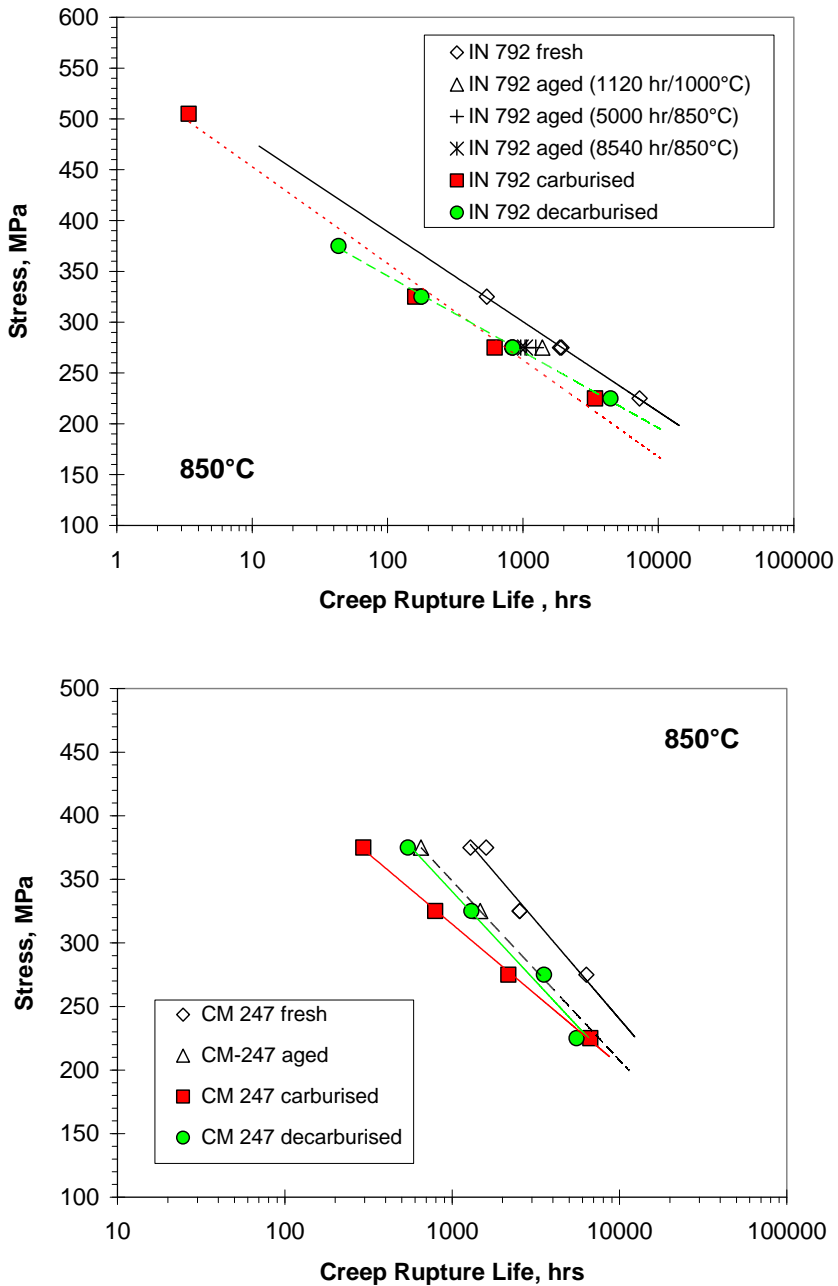 600
550
500
450
400
350
300
250
200
150
100
Stress, MPa
IN 792 fresh
IN 792 aged (1120 hr/1000°C)
IN 792 aged (5000 hr/850°C)
IN 792 aged (8540 hr/850°C)
IN 792 carburised
IN 792 decarburised
850°C
1 10 100 1000 10000 100000
Creep Rupture Life , hrs
500
450
400
350
300
250
200
150
100
Stress, MPa
850°C
CM 247 fresh
CM-247 aged
CM 247 carburised
CM 247 decarburised
10 100 1000 10000 100000
Creep Rupture Life, hrs